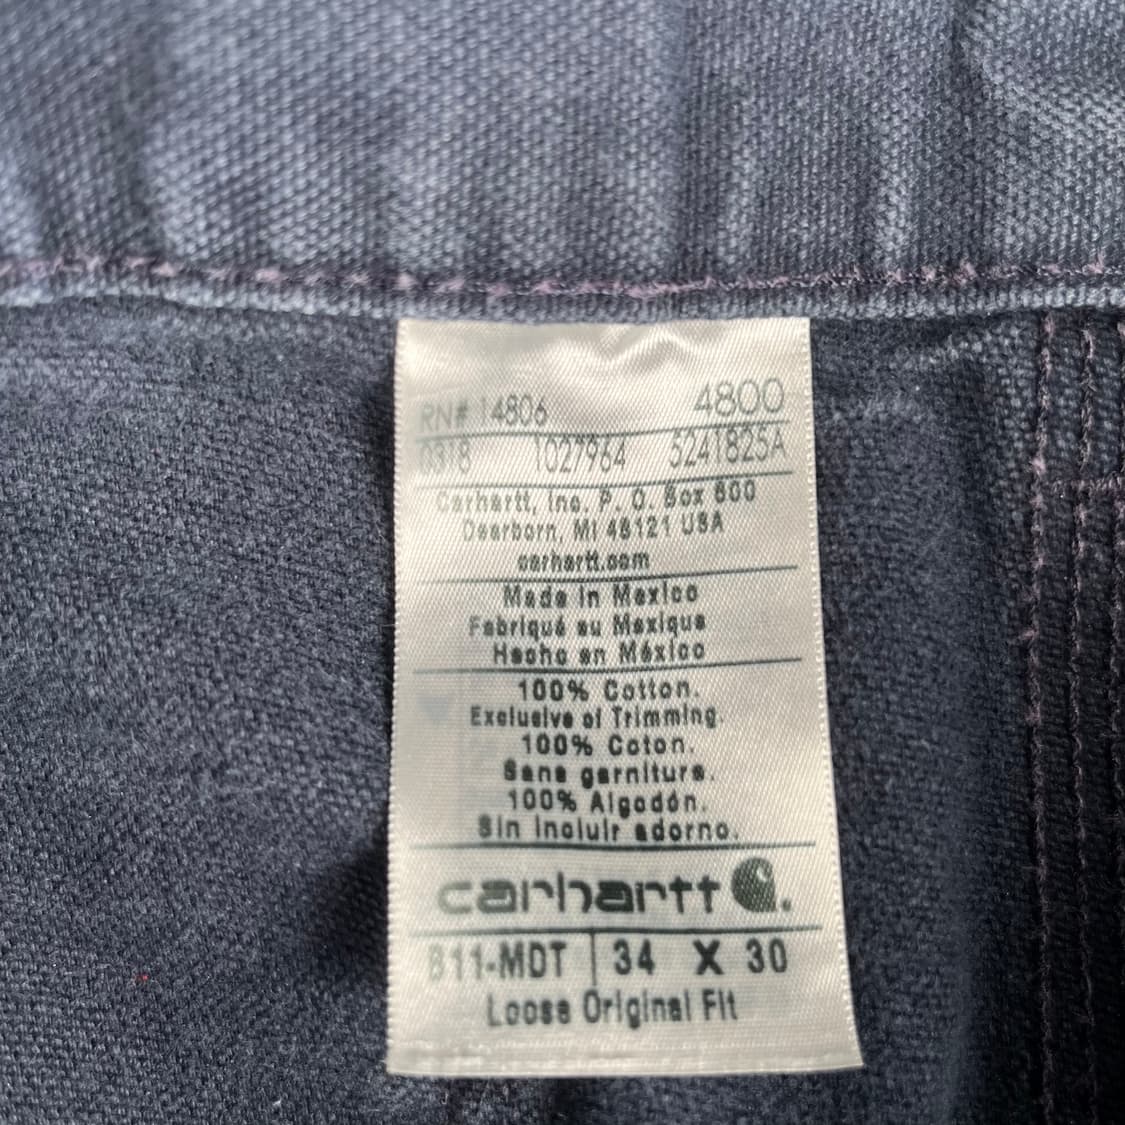 RN# 14806 4800
0318 1027964 5241825A
Carhartt, Inc. P. O. Box 600
Dearborn, MI 48121 USA
carhartt.com
Made in Mexico
Fabriqué au Mexique
Hecho en México
100% Cotton.
Exclusive of Trimming.
100% Coton.
Sans garniture.
100% Algodón.
Sin incluir adorno.
carhartt
B11-MDT 34 X 30
Loose Original Fit